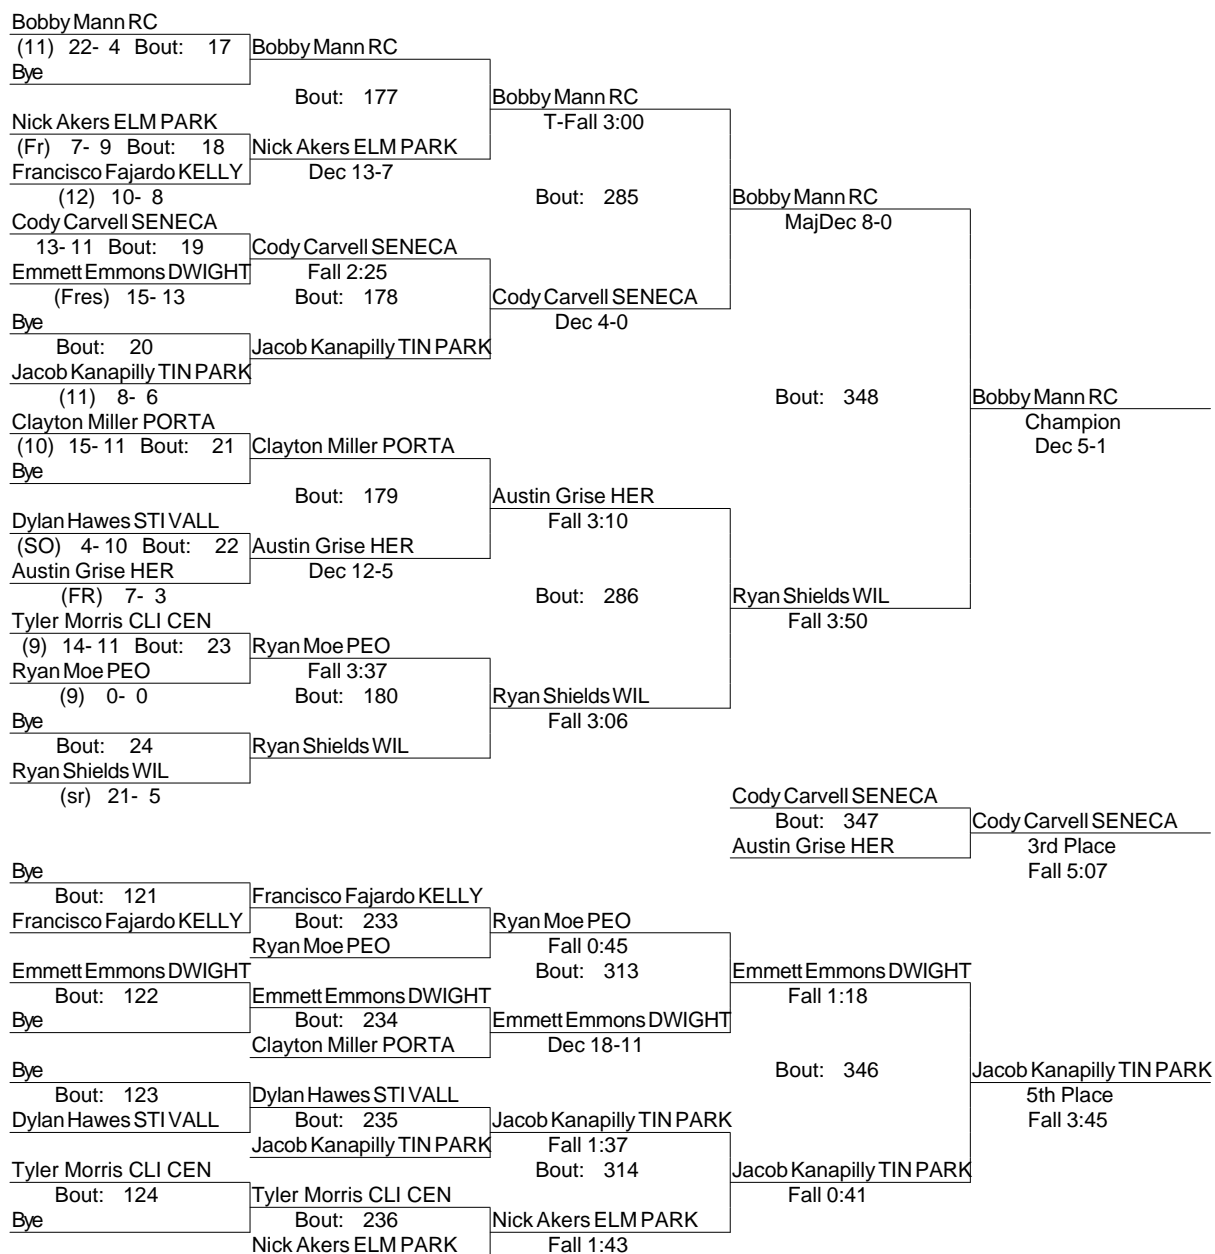 Bobby Mann RC
(11) 22- 4 Bout: 17 Bobby Mann RC
Bye
Bout: 177 Bobby Mann RC
Nick Akers ELM PARK T-Fall 3:00
(Fr) 7- 9 Bout: 18 Nick Akers ELM PARK
Francisco Fajardo KELLY Dec 13-7
(12) 10- 8 Bout: 285 Bobby Mann RC
Cody Carvell SENECA MajDec 8-0
13- 11 Bout: 19 Cody Carvell SENECA
Emmett Emmons DWIGHT Fall 2:25
(Fres) 15- 13 Bout: 178 Cody Carvell SENECA
Bye Dec 4-0
Bout: 20 Jacob Kanapilly TIN PARK
Jacob Kanapilly TIN PARK
(11) 8- 6 Bout: 348 Bobby Mann RC
Clayton Miller PORTA Champion
(10) 15- 11 Bout: 21 Clayton Miller PORTA Dec 5-1
Bye
Bout: 179 Austin Grise HER
Dylan Hawes STI VALL Fall 3:10
(SO) 4- 10 Bout: 22 Austin Grise HER
Austin Grise HER Dec 12-5
(FR) 7- 3 Bout: 286 Ryan Shields WIL
Tyler Morris CLI CEN Fall 3:50
(9) 14- 11 Bout: 23 Ryan Moe PEO
Ryan Moe PEO Fall 3:37
(9) 0- 0 Bout: 180 Ryan Shields WIL
Bye Fall 3:06
Bout: 24 Ryan Shields WIL
Ryan Shields WIL
(sr) 21- 5 Cody Carvell SENECA
Bout: 347 Cody Carvell SENECA
Austin Grise HER 3rd Place
Bye Fall 5:07
Bout: 121 Francisco Fajardo KELLY
Francisco Fajardo KELLY Bout: 233 Ryan Moe PEO
Ryan Moe PEO Fall 0:45
Emmett Emmons DWIGHT Bout: 313 Emmett Emmons DWIGHT
Bout: 122 Emmett Emmons DWIGHT Fall 1:18
Bye Bout: 234 Emmett Emmons DWIGHT
Clayton Miller PORTA Dec 18-11
Bye Bout: 346 Jacob Kanapilly TIN PARK
Bout: 123 Dylan Hawes STI VALL 5th Place
Dylan Hawes STI VALL Bout: 235 Jacob Kanapilly TIN PARK Fall 3:45
Jacob Kanapilly TIN PARK Fall 1:37
Tyler Morris CLI CEN Bout: 314 Jacob Kanapilly TIN PARK
Bout: 124 Tyler Morris CLI CEN Fall 0:41
Bye Bout: 236 Nick Akers ELM PARK
Nick Akers ELM PARK Fall 1:43